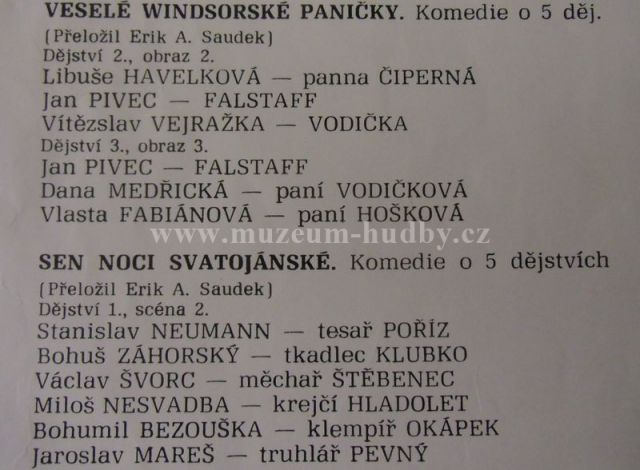 VESELÉ WINDSORSKÉ PANIČKY. Komedie o 5 děj.
(Přeložil Erik A. Saudek)
Dějství 2., obraz 2.
Libuše HAVELKOVÁ — panna ČIPERNÁ
Jan PIVEC — FALSTAFF
Vítězslav VEJRAŽKA — VODIČKA
Dějství 3., obraz 3.
Jan PIVEC — FALSTAFF
Dana MEDŘICKÁ — paní VODIČKOVÁ
Vlasta FABIÁNOVÁ — paní HOŠKOVÁ
www.muzeum-hudby.cz
SEN NOCI SVATOJÁNSKÉ. Komedie o 5 dějstvích
(Přeložil Erik A. Saudek)
Dějství 1., scéna 2.
Stanislav NEUMANN — tesař POŘÍZ
Bohuš ZÁHORSKÝ — tkadlec KLUBKO
Václav ŠVORC — měchař ŠTĚBENEC
Miloš NESVADBA — krejčí HLADOLET
Bohumil BEZOUŠKA — klempíř OKÁPEK
Jaroslav MAREŠ — truhlář PEVNÝ